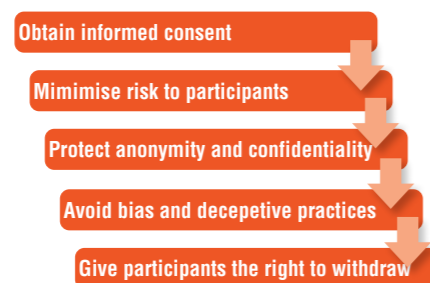 Obtain informed consent
Mimimise risk to participants
Protect anonymity and confidentiality
Avoid bias and decepetive practices
Give participants the right to withdraw